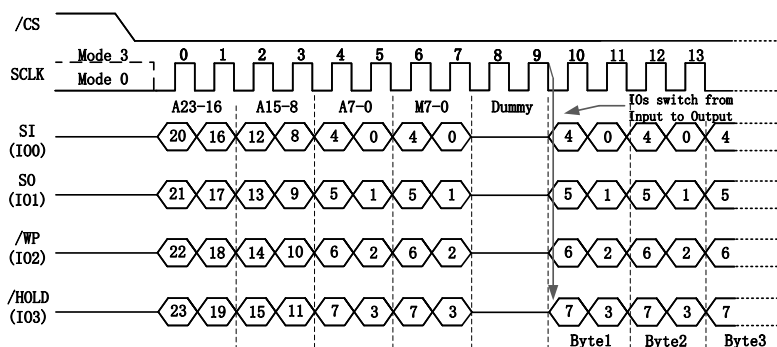 /CS
Mode 3 0 1 2 3 4 5 6 7 8 9 10 11 12 13
SCLK
Mode 0
A23-16 A15-8 A7-0 M7-0 Dummy
IOs switch from
Input to Output
SI
(IO0)
20 16 12 8 4 0 4 0 4 0 4 0 4
SO
(IO1)
21 17 13 9 5 1 5 1 5 1 5 1 5
/WP
(IO2)
22 18 14 10 6 2 6 2 6 2 6 2 6
/HOLD
(IO3)
23 19 15 11 7 3 7 3 7 3 7 3 7
Byte1 Byte2 Byte3